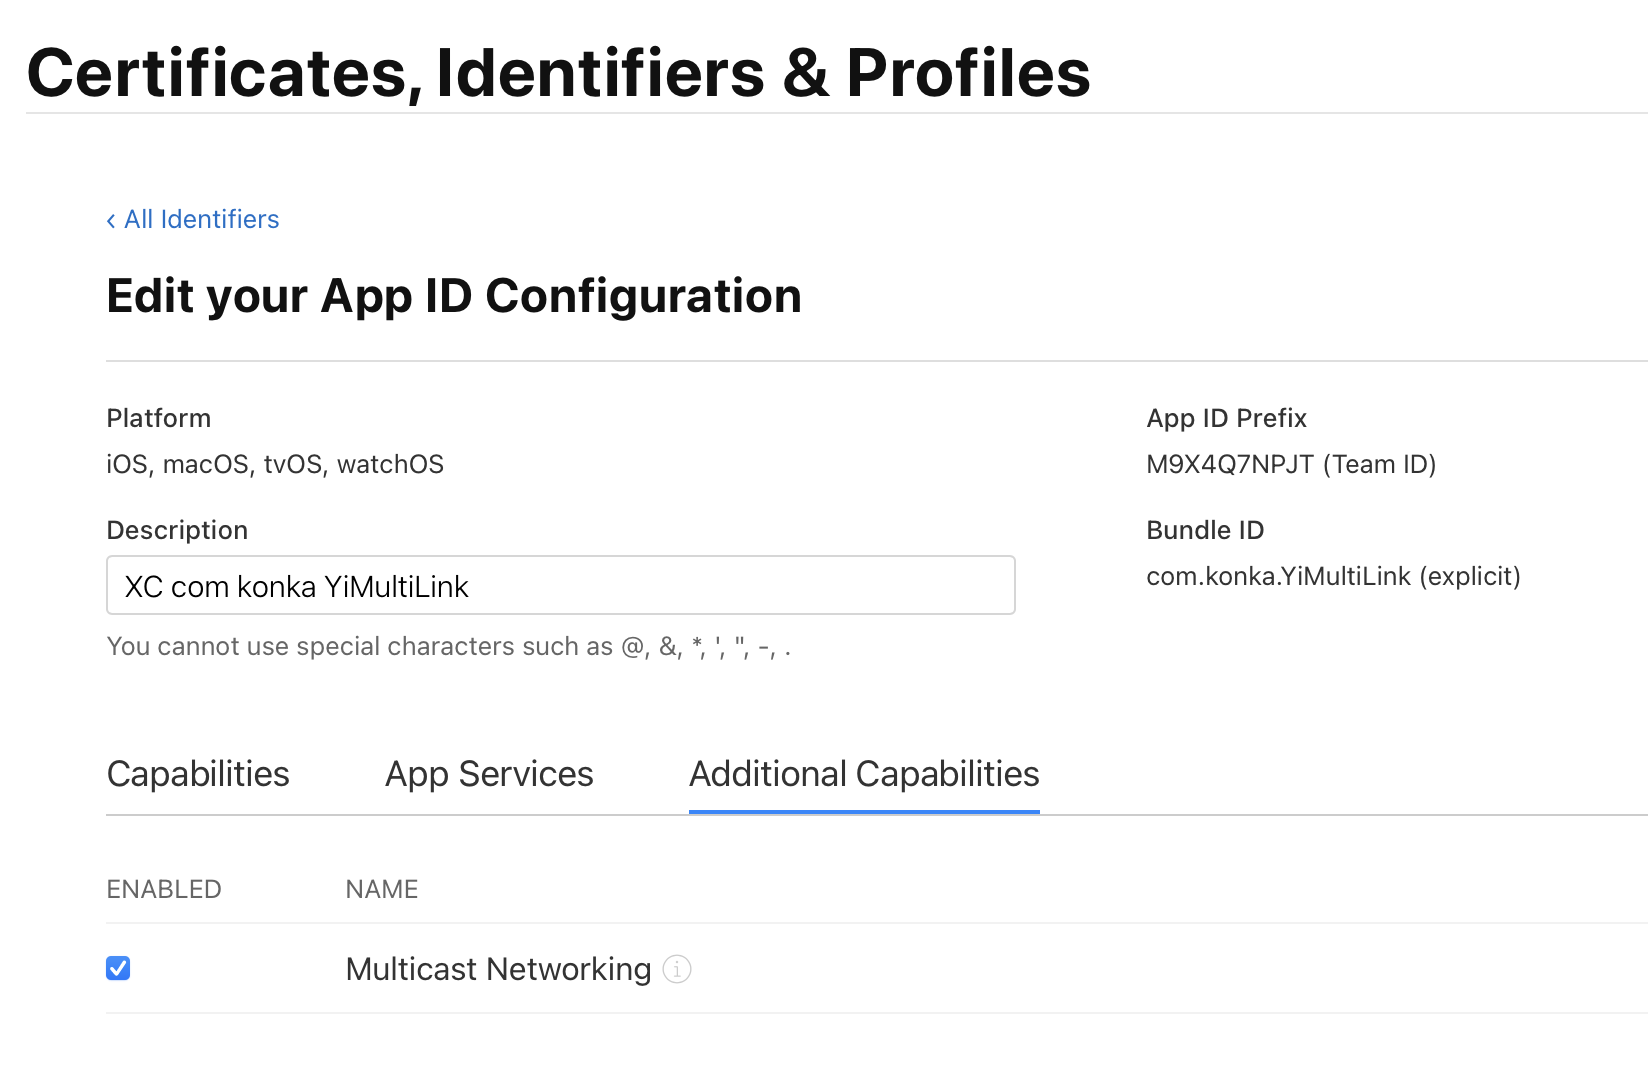 Certificates, Identifiers & Profiles
‹ All Identifiers
Edit your App ID Configuration
Platform
iOS, macOS, tvOS, watchOS
App ID Prefix
M9X4Q7NPJT (Team ID)
Description
XC com konka YiMultiLink
You cannot use special characters such as @, &, *, ', ", -, .
Bundle ID
com.konka.YiMultiLink (explicit)
Capabilities App Services Additional Capabilities
ENABLED NAME
Multicast Networking